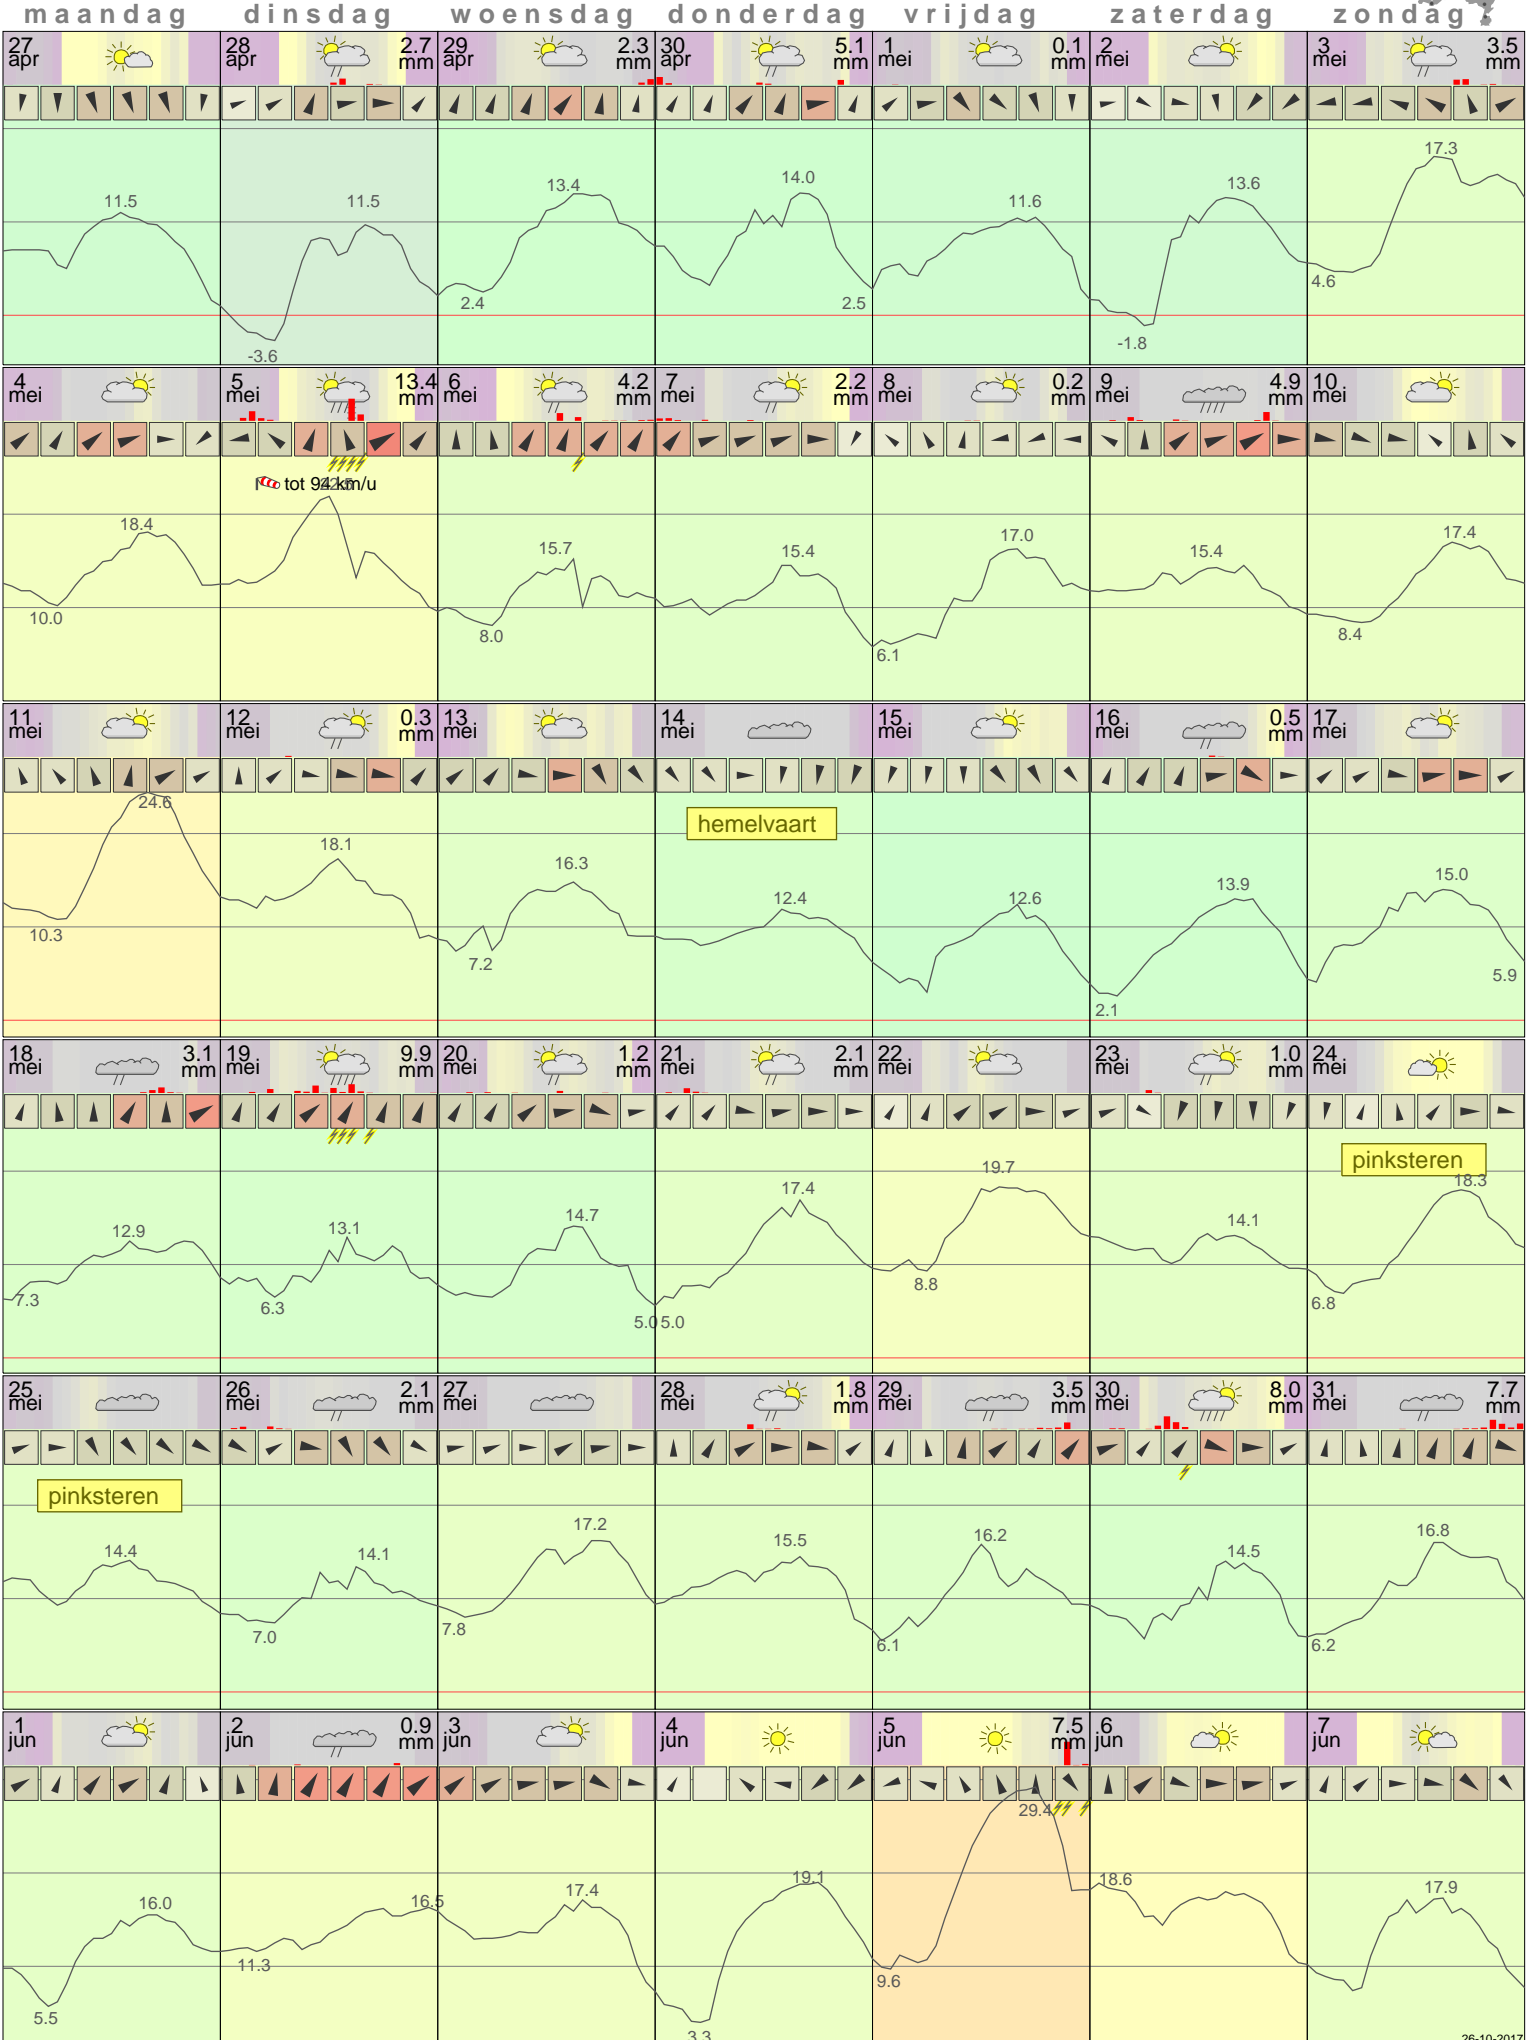 maandag dinsdag woensdag donderdag vrijdag zaterdag zondag
27 28 2.7 29 2.3 30 5.1 1 0.1 2 3 3.5
apr apr mm apr mm apr mm mei mm mei mei mm
11.5 11.5 13.4 14.0 11.6 13.6 17.3
-3.6 2.4 2.5 -1.8 4.6
4 5 13.4 6 4.2 7 2.2 8 0.2 9 4.9 10
mei mei mm mei mm mei mm mei mm mei mm mei
tot 94 km/u
18.4 15.7 15.4 17.0 15.4 17.4
10.0 8.0 6.1 8.4
11 12 0.3 13 14 15 16 0.5 17
mei mei mm mei mei mei mei mm mei
hemelvaart
24.6 18.1 16.3 12.4 12.6 13.9 15.0
10.3 7.2 2.1 5.9
18 3.1 19 9.9 20 1.2 21 2.1 22 23 1.0 24
mei mm mei mm mei mm mei mm mei mei mm mei
pinksteren
12.9 13.1 14.7 17.4 19.7 14.1 18.3
7.3 6.3 5.0 5.0 8.8 6.8
25 26 2.1 27 28 1.8 29 3.5 30 8.0 31 7.7
mei mei mm mei mei mm mei mm mei mm mei mm
pinksteren
14.4 14.1 17.2 15.5 16.2 14.5 16.8
7.0 7.8 6.1 6.2
1 2 0.9 3 4 5 7.5 6 7
jun jun mm jun jun jun mm jun jun
16.0 16.5 17.4 19.1 29.4 18.6 17.9
5.5 11.3 3.3 9.6
26-10-2017